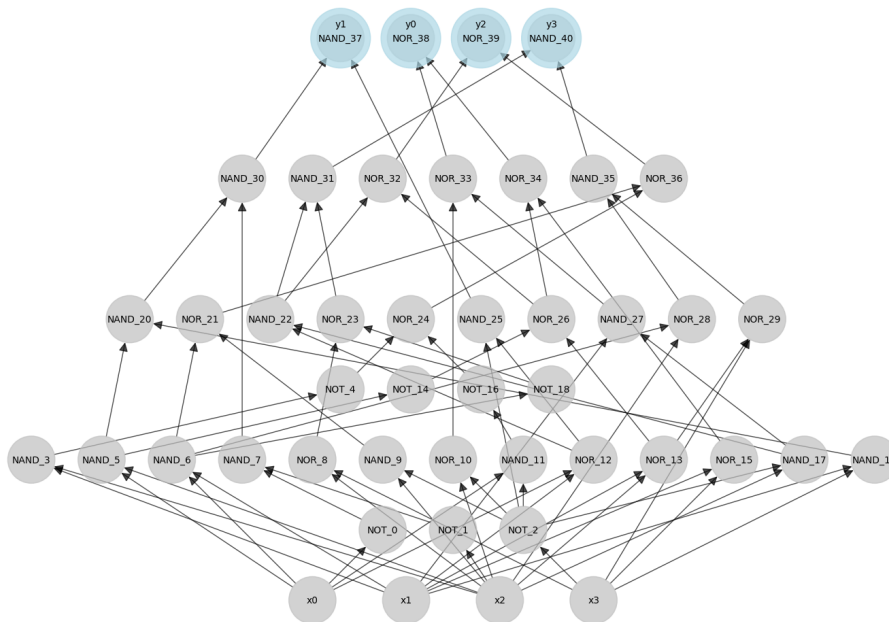 y1 y0 y2 y3
NAND_37 NOR_38 NOR_39 NAND_40
NAND_30 NAND_31 NOR_32 NOR_33 NOR_34 NAND_35 NOR_36
NAND_20 NOR_21 NAND_22 NOR_23 NOR_24 NAND_25 NOR_26 NAND_27 NOR_28 NOR_29
NOT_4 NOT_14 NOT_16 NOT_18
NAND_3 NAND_5 NAND_6 NAND_7 NOR_8 NAND_9 NOR_10 NAND_11 NOR_12 NOR_13 NOR_15 NAND_17 NAND_1
NOT_0 NOT_1 NOT_2
x0 x1 x2 x3